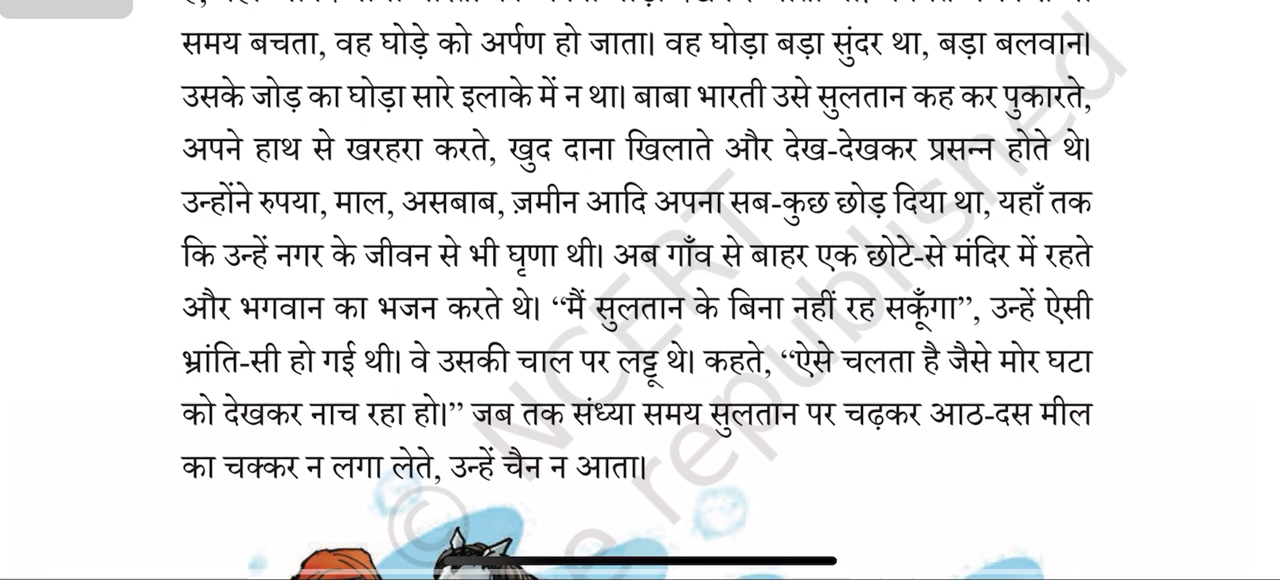 समय बचता, वह घोड़े को अर्पण हो जाता। वह घोड़ा बड़ा सुंदर था, बड़ा बलवान।
उसके जोड़ का घोड़ा सारे इलाके में न था। बाबा भारती उसे सुलतान कह कर पुकारते,
अपने हाथ से खरहरा करते, खुद दाना खिलाते और देख-देखकर प्रसन्न होते थे।
उन्होंने रुपया, माल, असबाब, ज़मीन आदि अपना सब-कुछ छोड़ दिया था, यहाँ तक
कि उन्हें नगर के जीवन से भी घृणा थी। अब गाँव से बाहर एक छोटे-से मंदिर में रहते
और भगवान का भजन करते थे। “मैं सुलतान के बिना नहीं रह सकूँगा”, उन्हें ऐसी
भ्रांति-सी हो गई थी। वे उसकी चाल पर लट्टू थे। कहते, “ऐसे चलता है जैसे मोर घटा
को देखकर नाच रहा हो।” जब तक संध्या समय सुलतान पर चढ़कर आठ-दस मील
का चक्कर न लगा लेते, उन्हें चैन न आता।
© NCERT
e republished